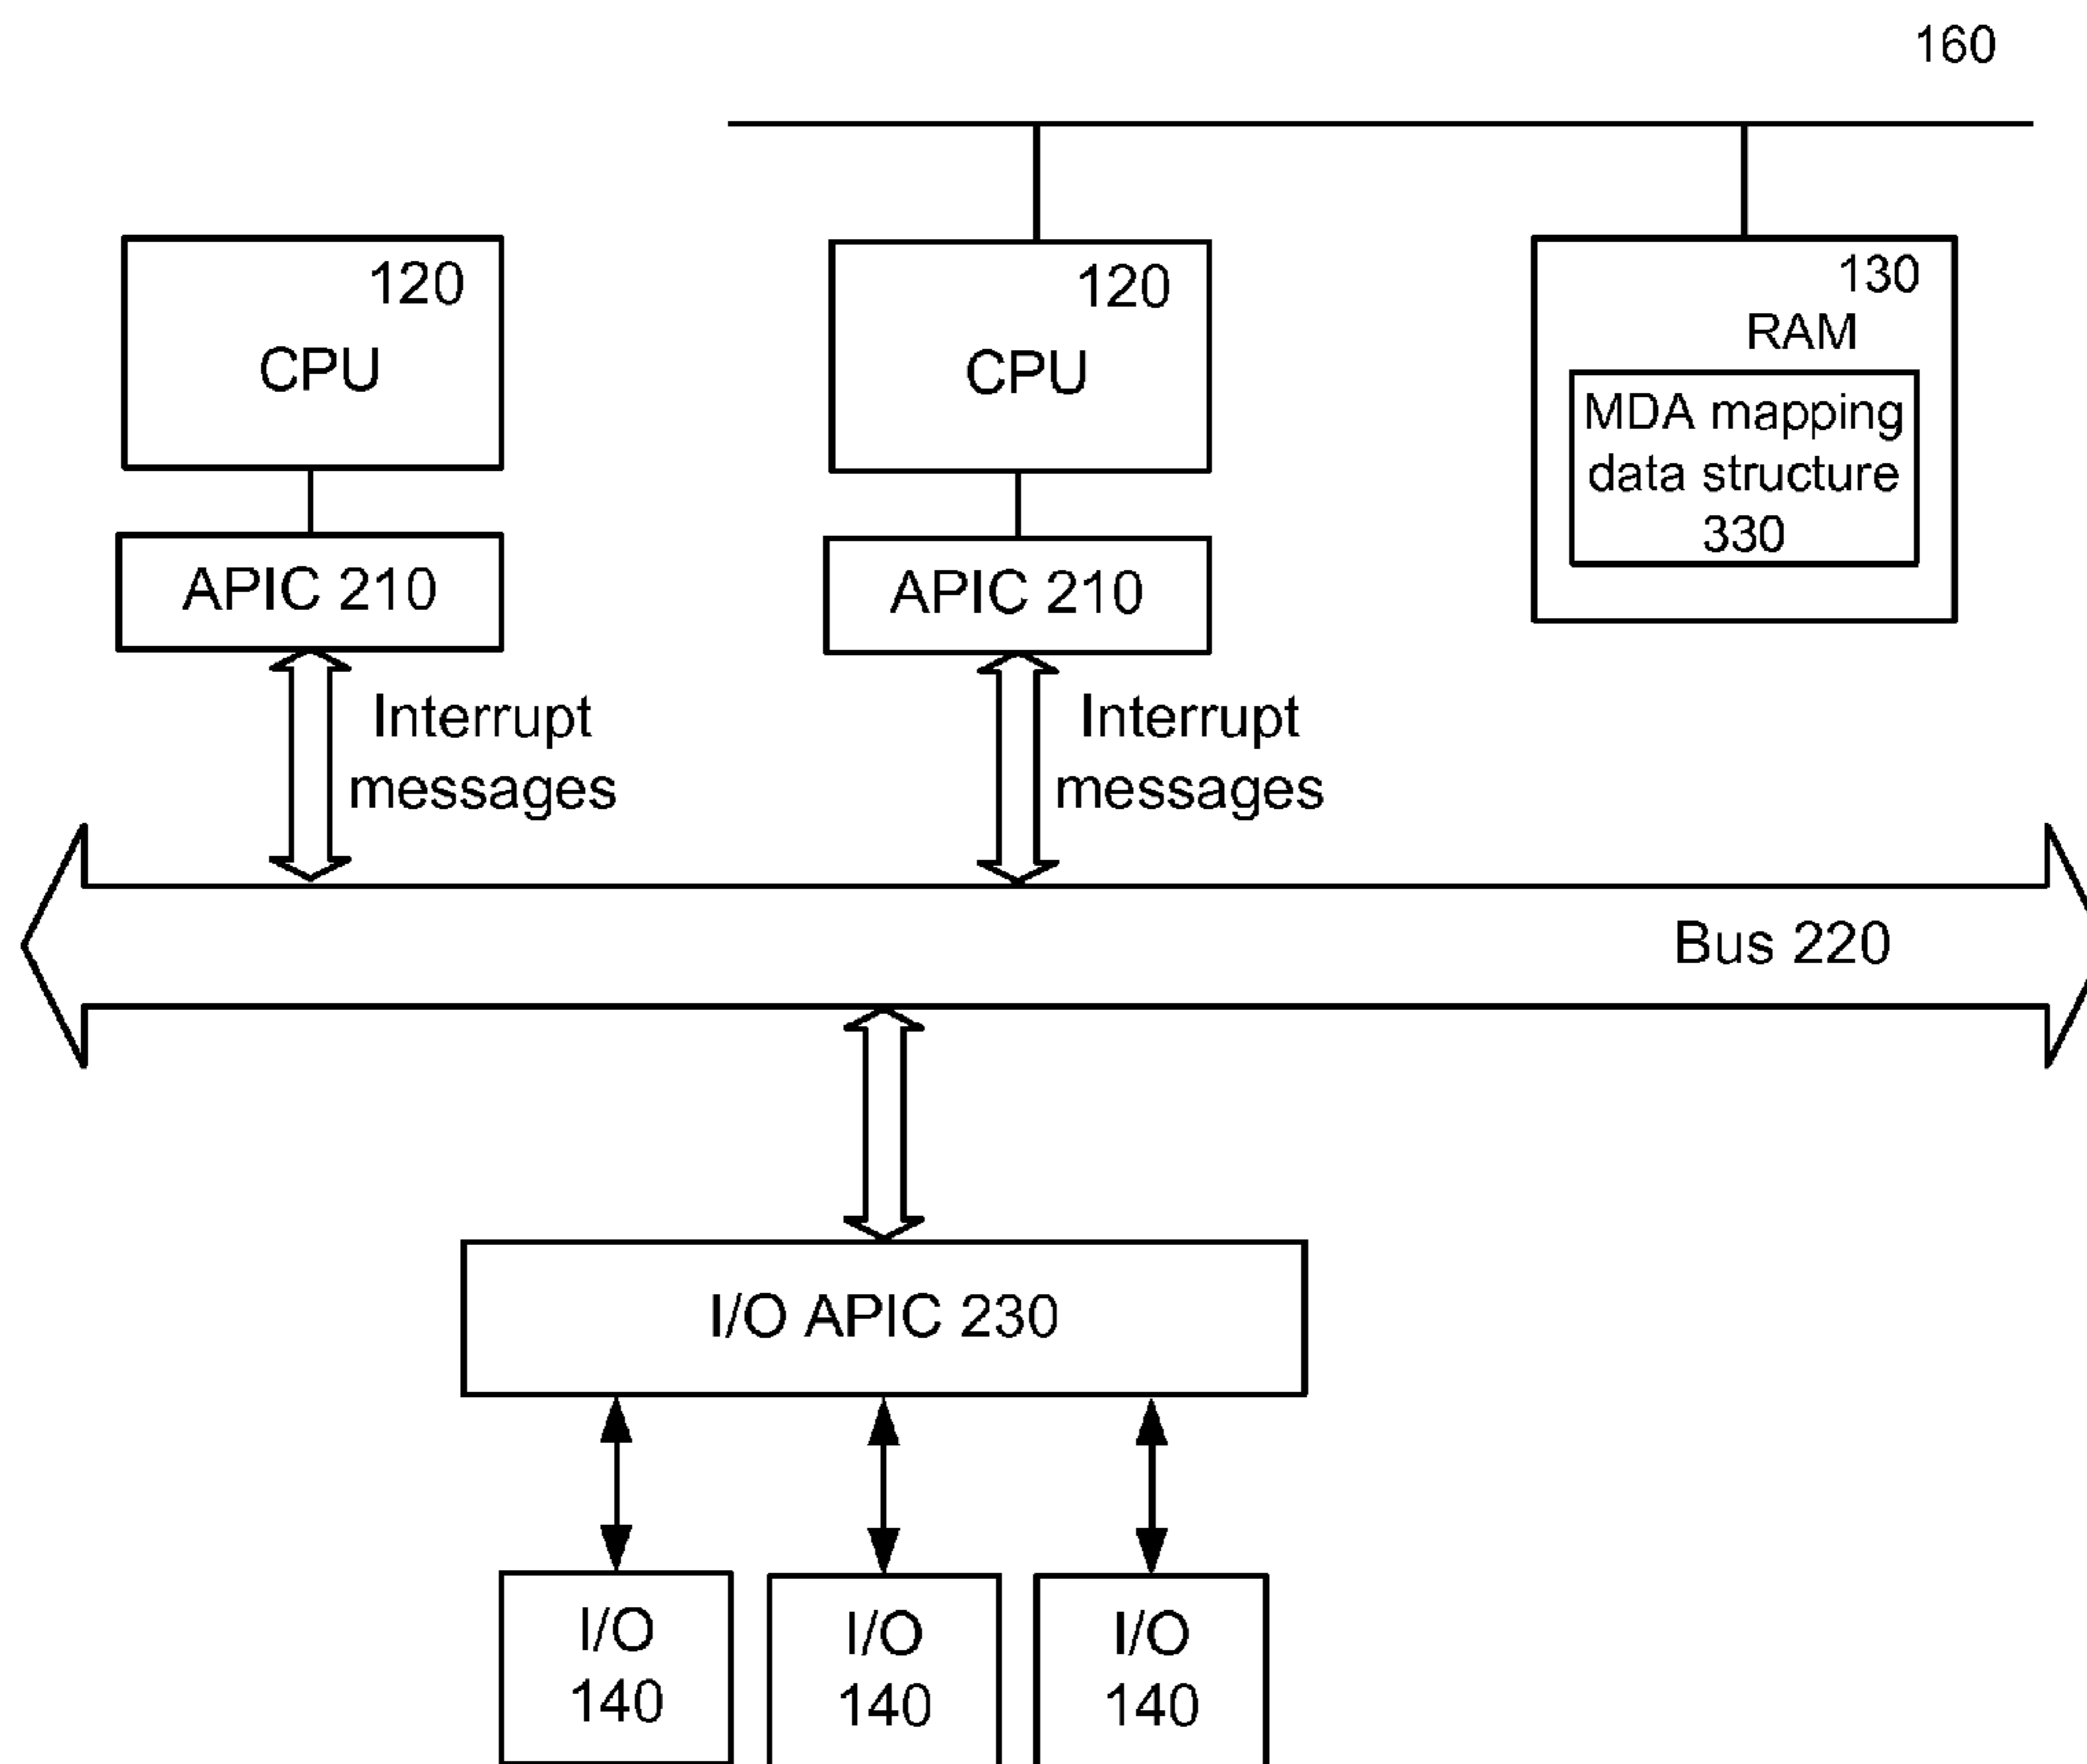 160
120
CPU
120
CPU
130
RAM
MDA mapping
data structure
330
APIC 210
APIC 210
Interrupt
messages
Interrupt
messages
Bus 220
I/O APIC 230
I/O
140
I/O
140
I/O
140